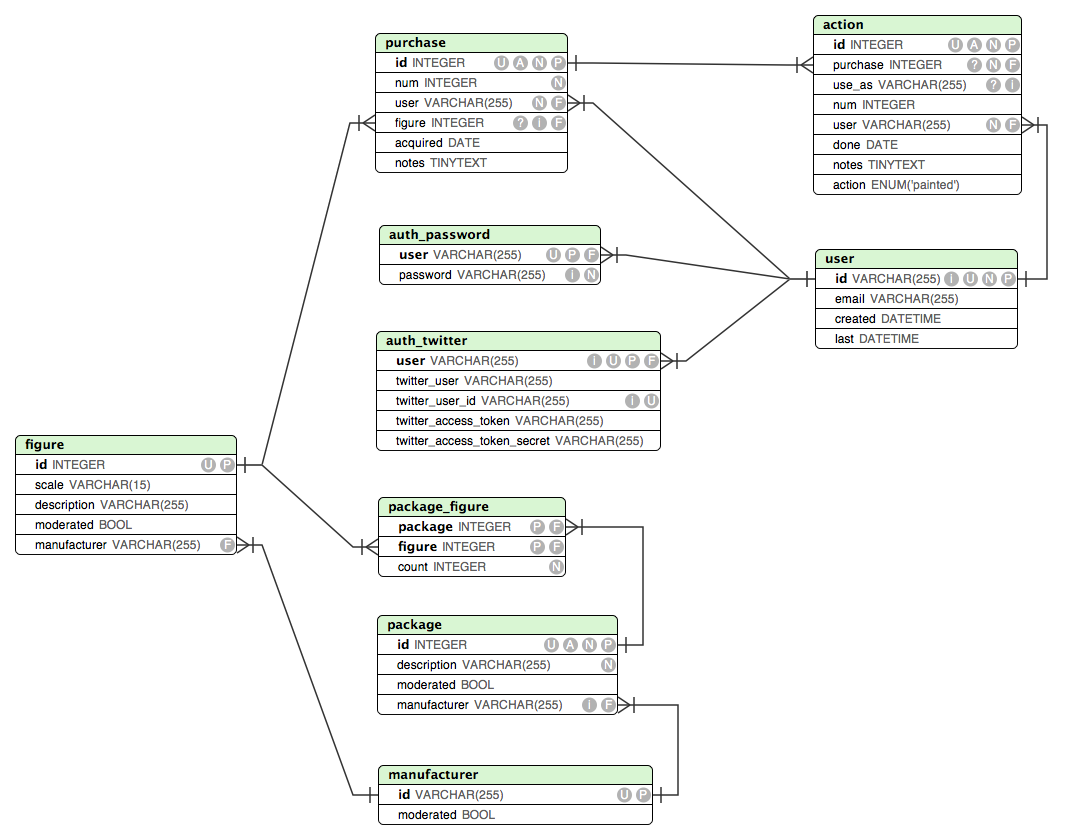 purchase
id INTEGER U A N P
num INTEGER N
user VARCHAR(255) N F
figure INTEGER ? i F
acquired DATE
notes TINYTEXT
action
id INTEGER U A N P
purchase INTEGER ? N F
use_as VARCHAR(255) ? i
num INTEGER
user VARCHAR(255) N F
done DATE
notes TINYTEXT
action ENUM('painted')
auth_password
user VARCHAR(255) U P F
password VARCHAR(255) i N
user
id VARCHAR(255) i U N P
email VARCHAR(255)
created DATETIME
last DATETIME
auth_twitter
user VARCHAR(255) i U P F
twitter_user VARCHAR(255)
twitter_user_id VARCHAR(255) i U
twitter_access_token VARCHAR(255)
twitter_access_token_secret VARCHAR(255)
figure
id INTEGER U P
scale VARCHAR(15)
description VARCHAR(255)
moderated BOOL
manufacturer VARCHAR(255) F
package_figure
package INTEGER P F
figure INTEGER P F
count INTEGER N
package
id INTEGER U A N P
description VARCHAR(255) N
moderated BOOL
manufacturer VARCHAR(255) i F
manufacturer
id VARCHAR(255) U P
moderated BOOL